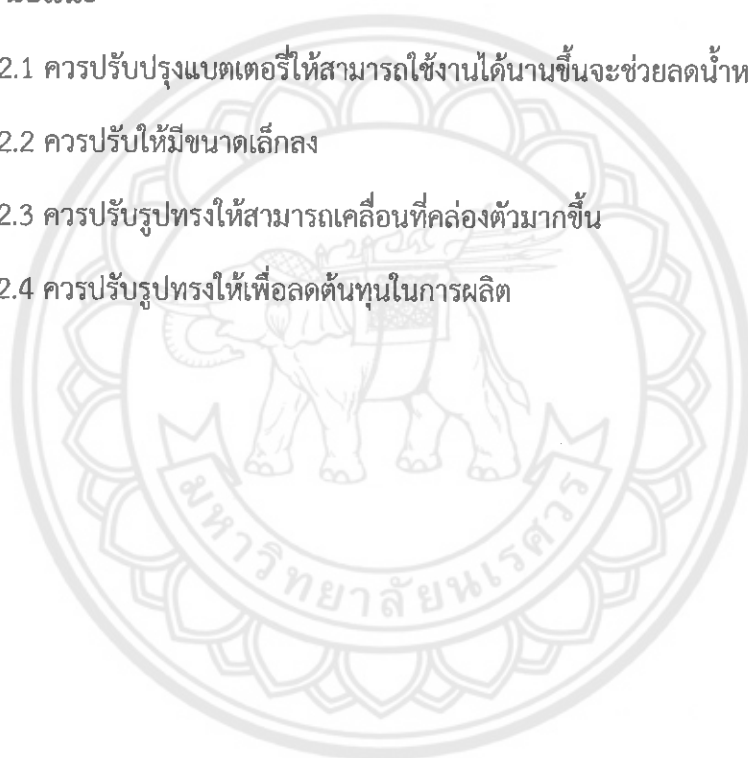 2.1 ควรปรับปรุงแบตเตอรี่ให้สามารถใช้งานได้นานขึ้นจะช่วยลดน้ำห
2.2 ควรปรับให้มีขนาดเล็กลง
2.3 ควรปรับรูปทรงให้สามารถเคลื่อนที่คล่องตัวมากขึ้น
2.4 ควรปรับรูปทรงให้เพื่อลดต้นทุนในการผลิต
มหาวิทยาลัยนเรศวร